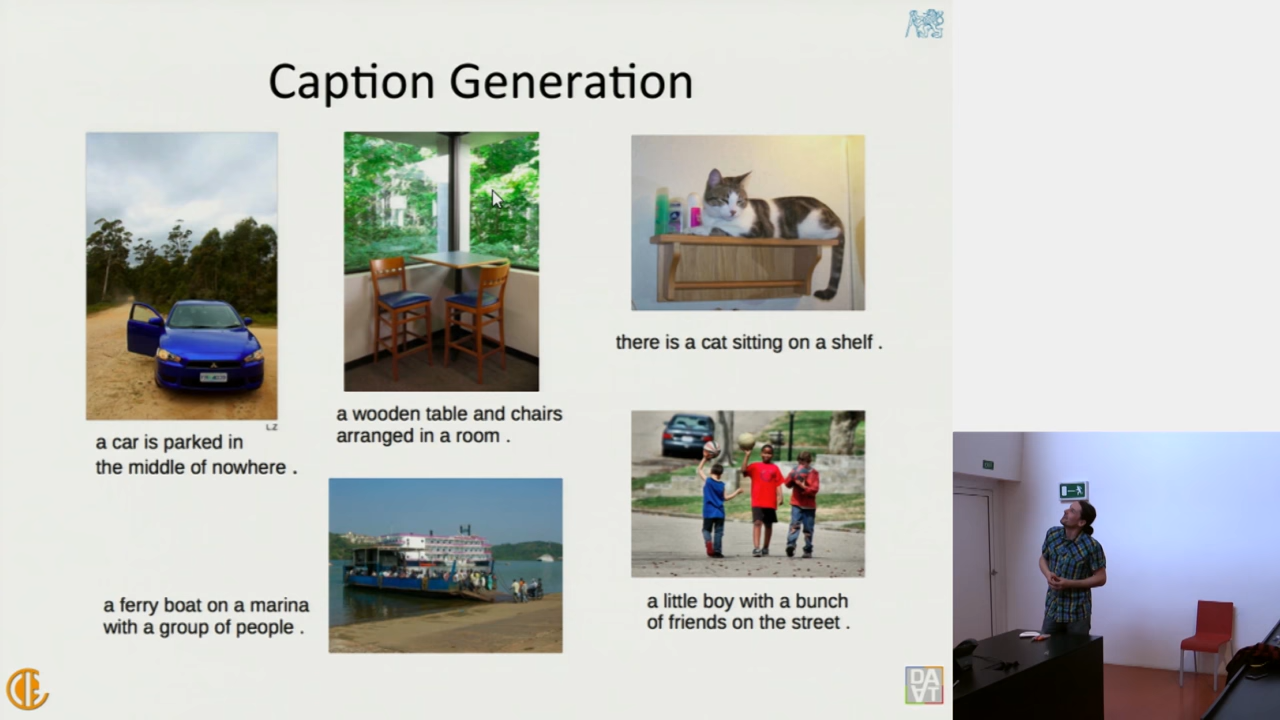 Caption Generation
LZ
a car is parked in
the middle of nowhere .
a wooden table and chairs
arranged in a room .
there is a cat sitting on a shelf .
a ferry boat on a marina
with a group of people .
a little boy with a bunch
of friends on the street .
DA